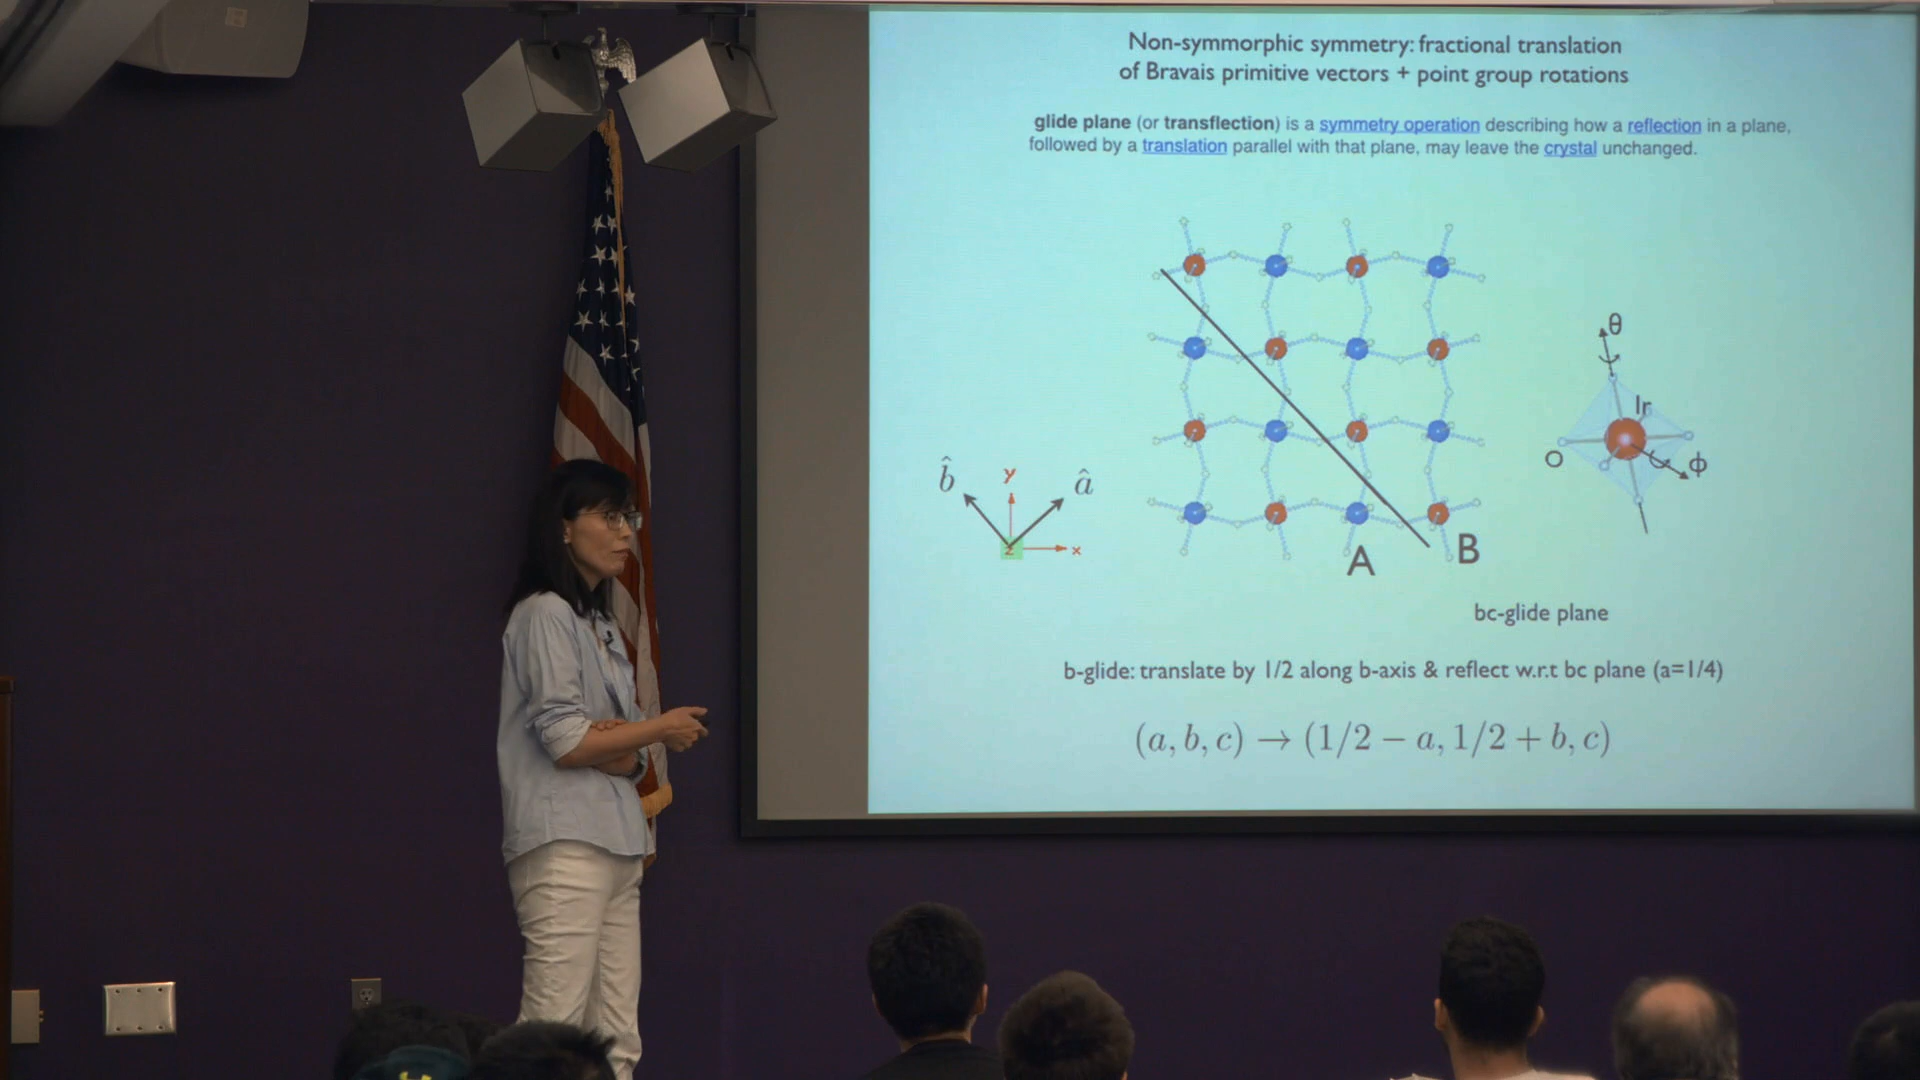 Non-symmorphic symmetry: fractional translation
of Bravais primitive vectors + point group rotations
glide plane (or transflection) is a symmetry operation describing how a reflection in a plane,
followed by a translation parallel with that plane, may leave the crystal unchanged.
θ
Ir
O
ϕ
b̂
y
â
z
x
A
B
bc-glide plane
b-glide: translate by 1/2 along b-axis & reflect w.r.t bc plane (a=1/4)
(a, b, c) → (1/2 − a, 1/2 + b, c)